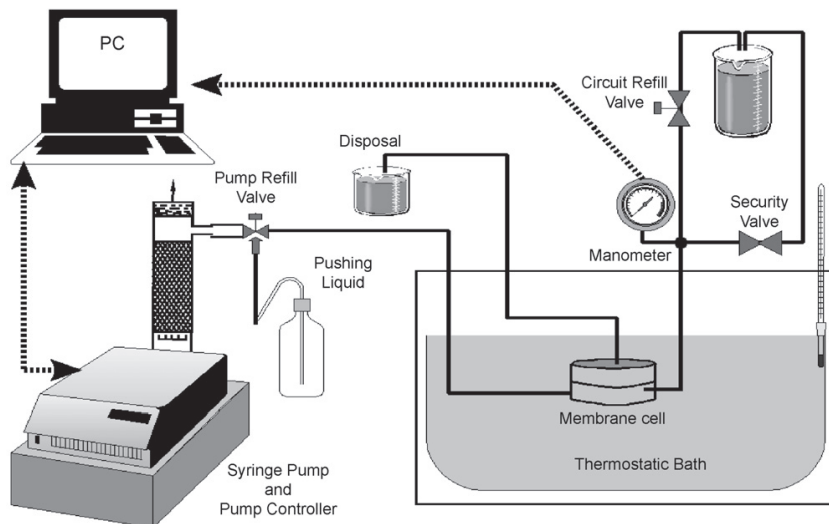 PC
Circuit Refill
Valve
Disposal
Pump Refill
Valve
Security
Valve
Manometer
Pushing
Liquid
Membrane cell
Thermostatic Bath
Syringe Pump
and
Pump Controller